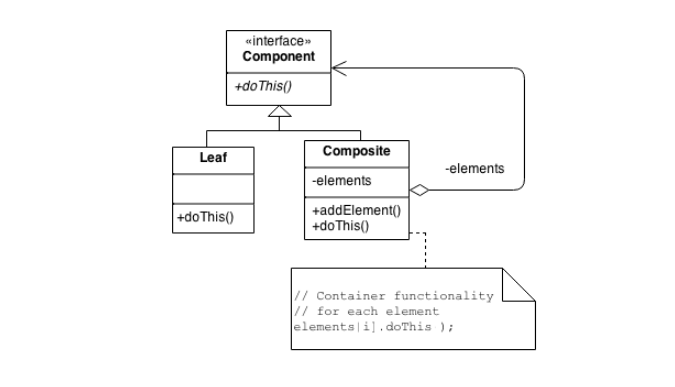 «interface»
Component
+doThis()
Leaf
+doThis()
Composite
-elements
+addElement()
+doThis()
-elements
// Container functionality
// for each element
elements|i].doThis );